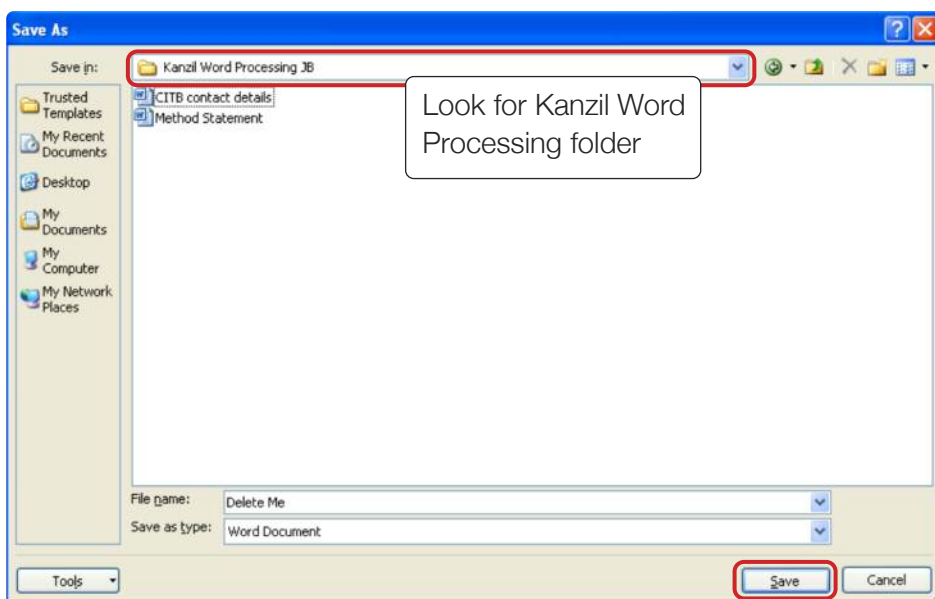 Save As
Save in:
Kanzil Word Processing JB
Trusted
Templates
My Recent
Documents
Desktop
My
Documents
My
Computer
My Network
Places
CITB contact details
Method Statement
Look for Kanzil Word
Processing folder
File name:
Delete Me
Save as type:
Word Document
Tools
Save
Cancel